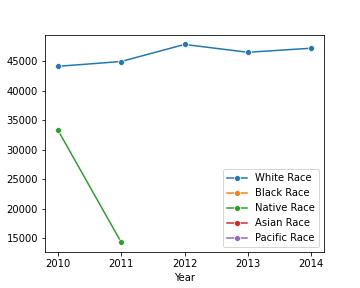 45000
40000
35000
30000
25000
20000
15000
2010 2011 2012 2013 2014
Year
White Race
Black Race
Native Race
Asian Race
Pacific Race